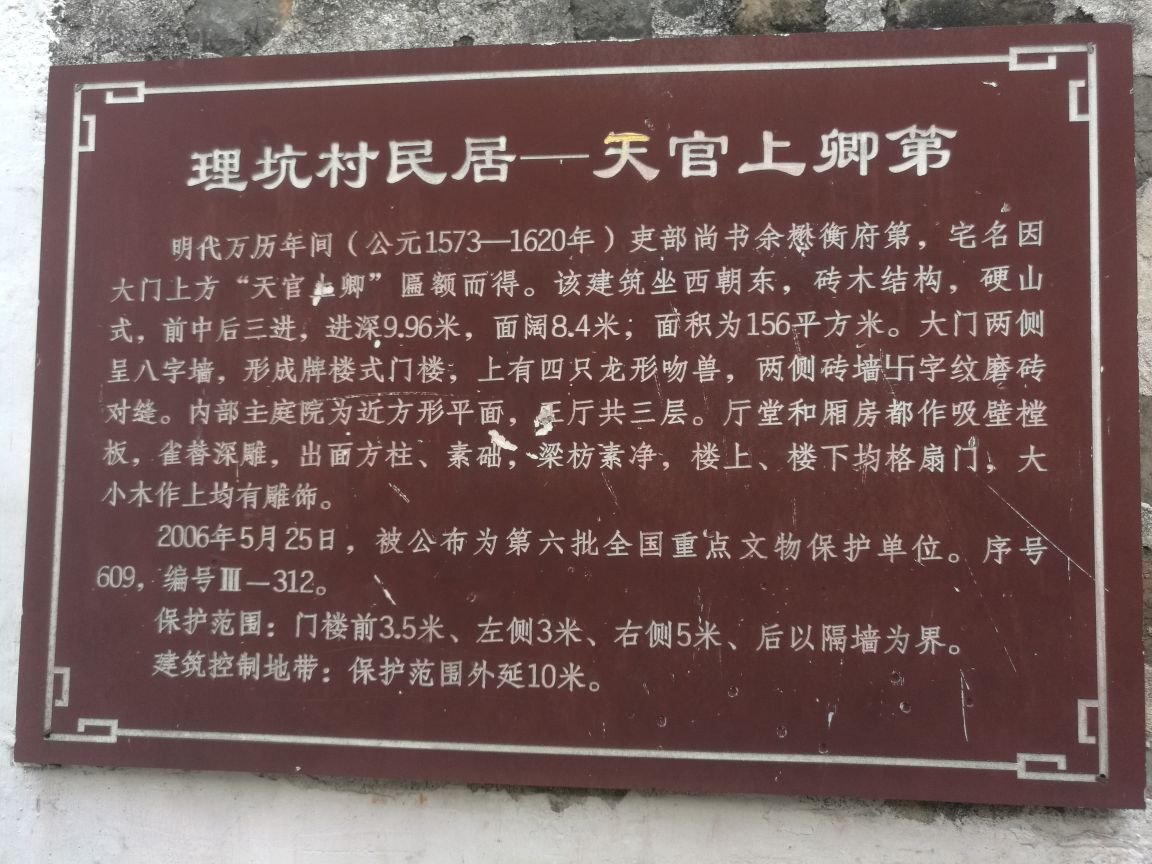 理坑村民居—天官上卿第
明代万历年间（公元1573—1620年）吏部尚书余懋衡府第，宅名因
大门上方“天官上卿”匾额而得。该建筑坐西朝东，砖木结构，硬山
式，前中后三进，进深9.96米，面阔8.4米；面积为156平方米。大门两侧
呈八字墙，形成牌楼式门楼，上有四只龙形吻兽，两侧砖墙卐字纹磨砖
对缝。内部主庭院为近方形平面，正厅共三层。厅堂和厢房都作吸壁樘
板，雀替深雕，出面方柱、素础，梁枋素净，楼上、楼下均格扇门，大
小木作上均有雕饰。
2006年5月25日，被公布为第六批全国重点文物保护单位。序号
609，编号Ⅲ—312。
保护范围：门楼前3.5米、左侧3米、右侧5米、后以隔墙为界。
建筑控制地带：保护范围外延10米。